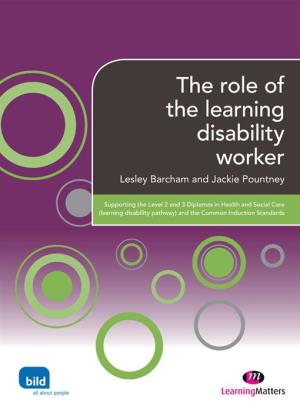 The role of
the learning
disability
worker
Lesley Barcham and Jackie Pountney
Supporting the Level 2 and 3 Diplomas in Health and Social Care
(learning disability pathway) and the Common Induction Standards
bild
all about people
LearningMatters